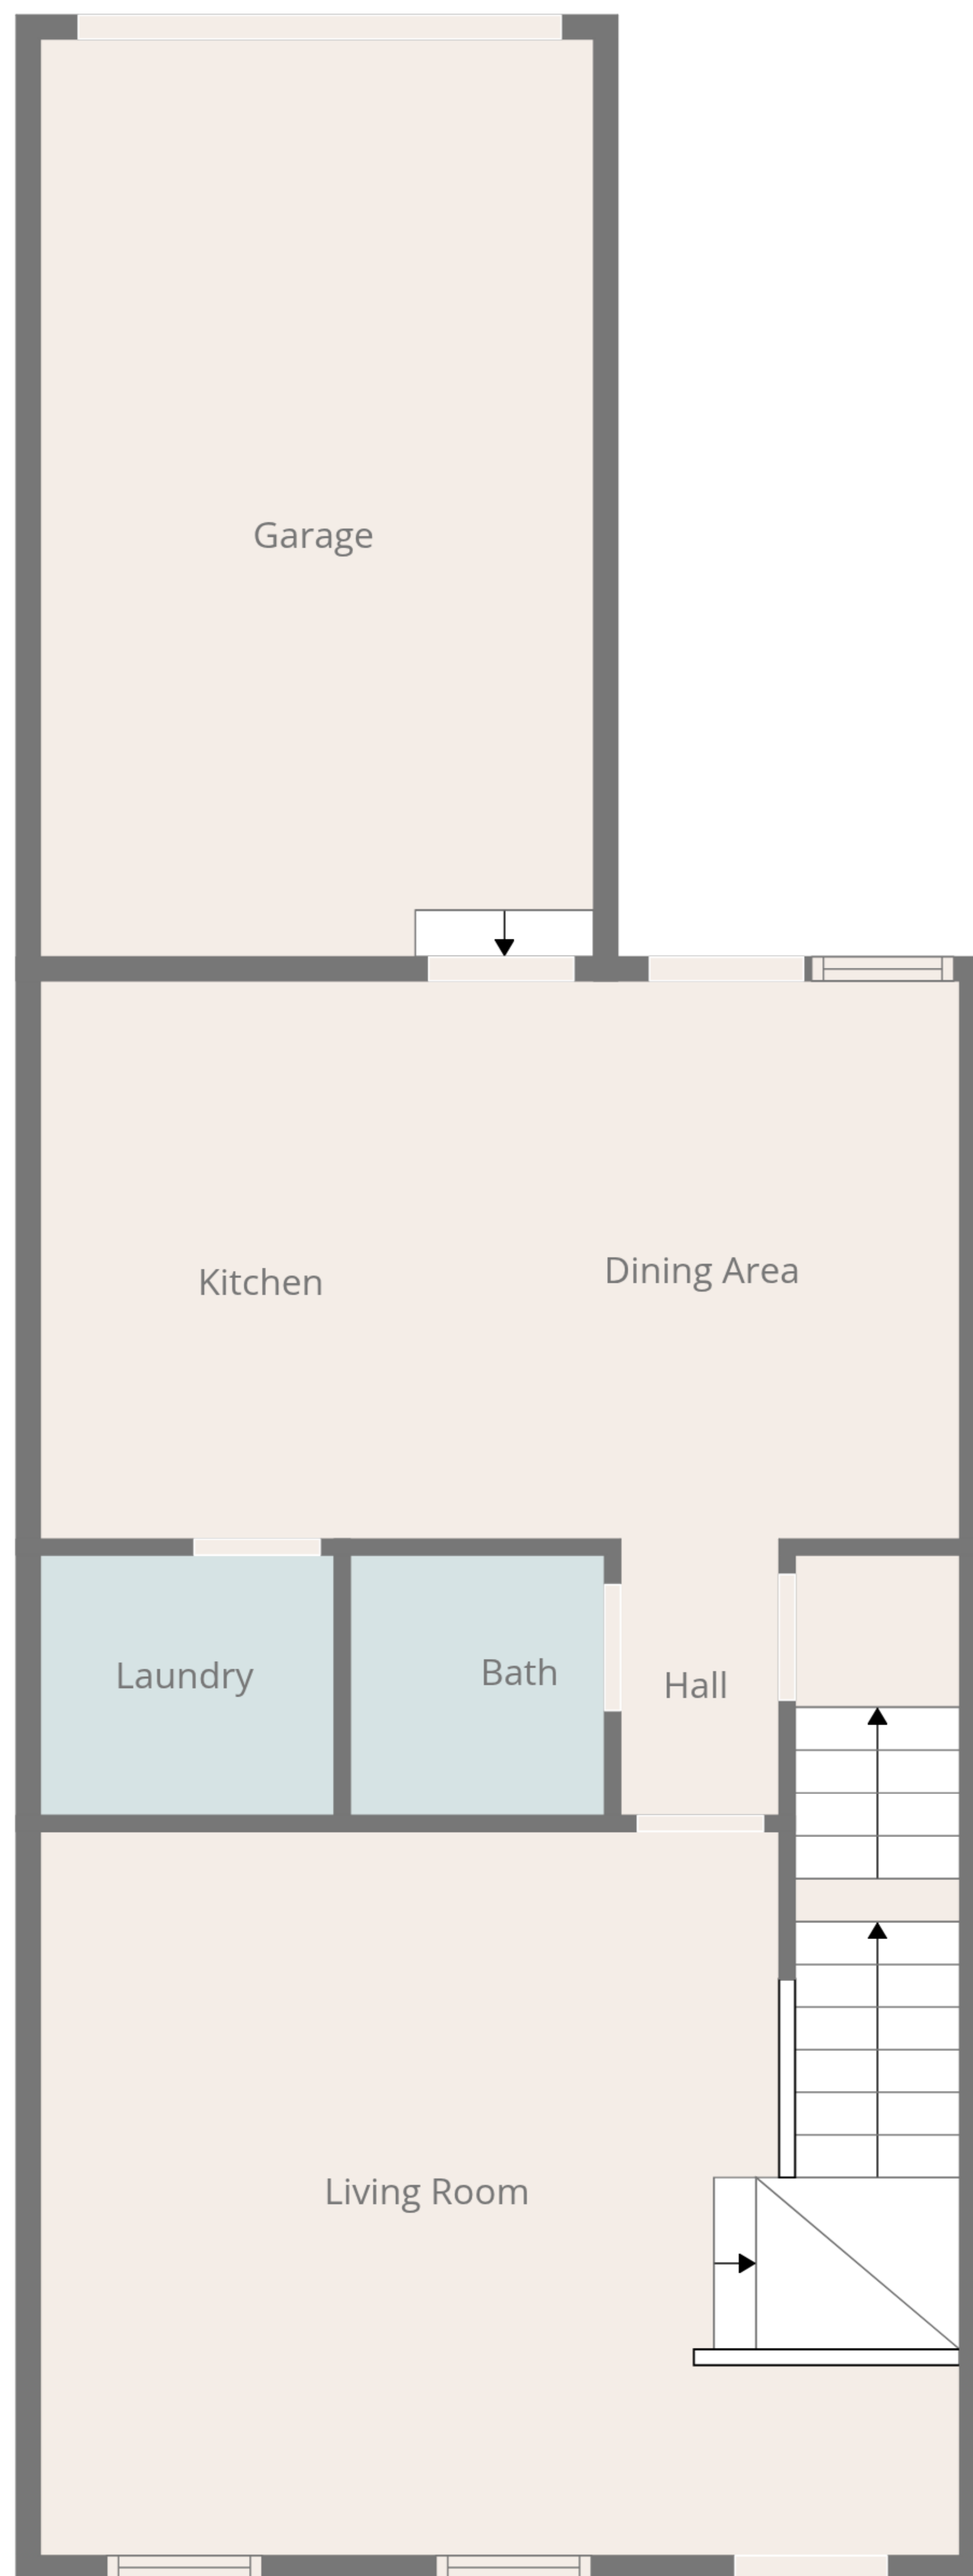 Garage
Kitchen
Dining Area
Laundry
Bath
Hall
Living Room